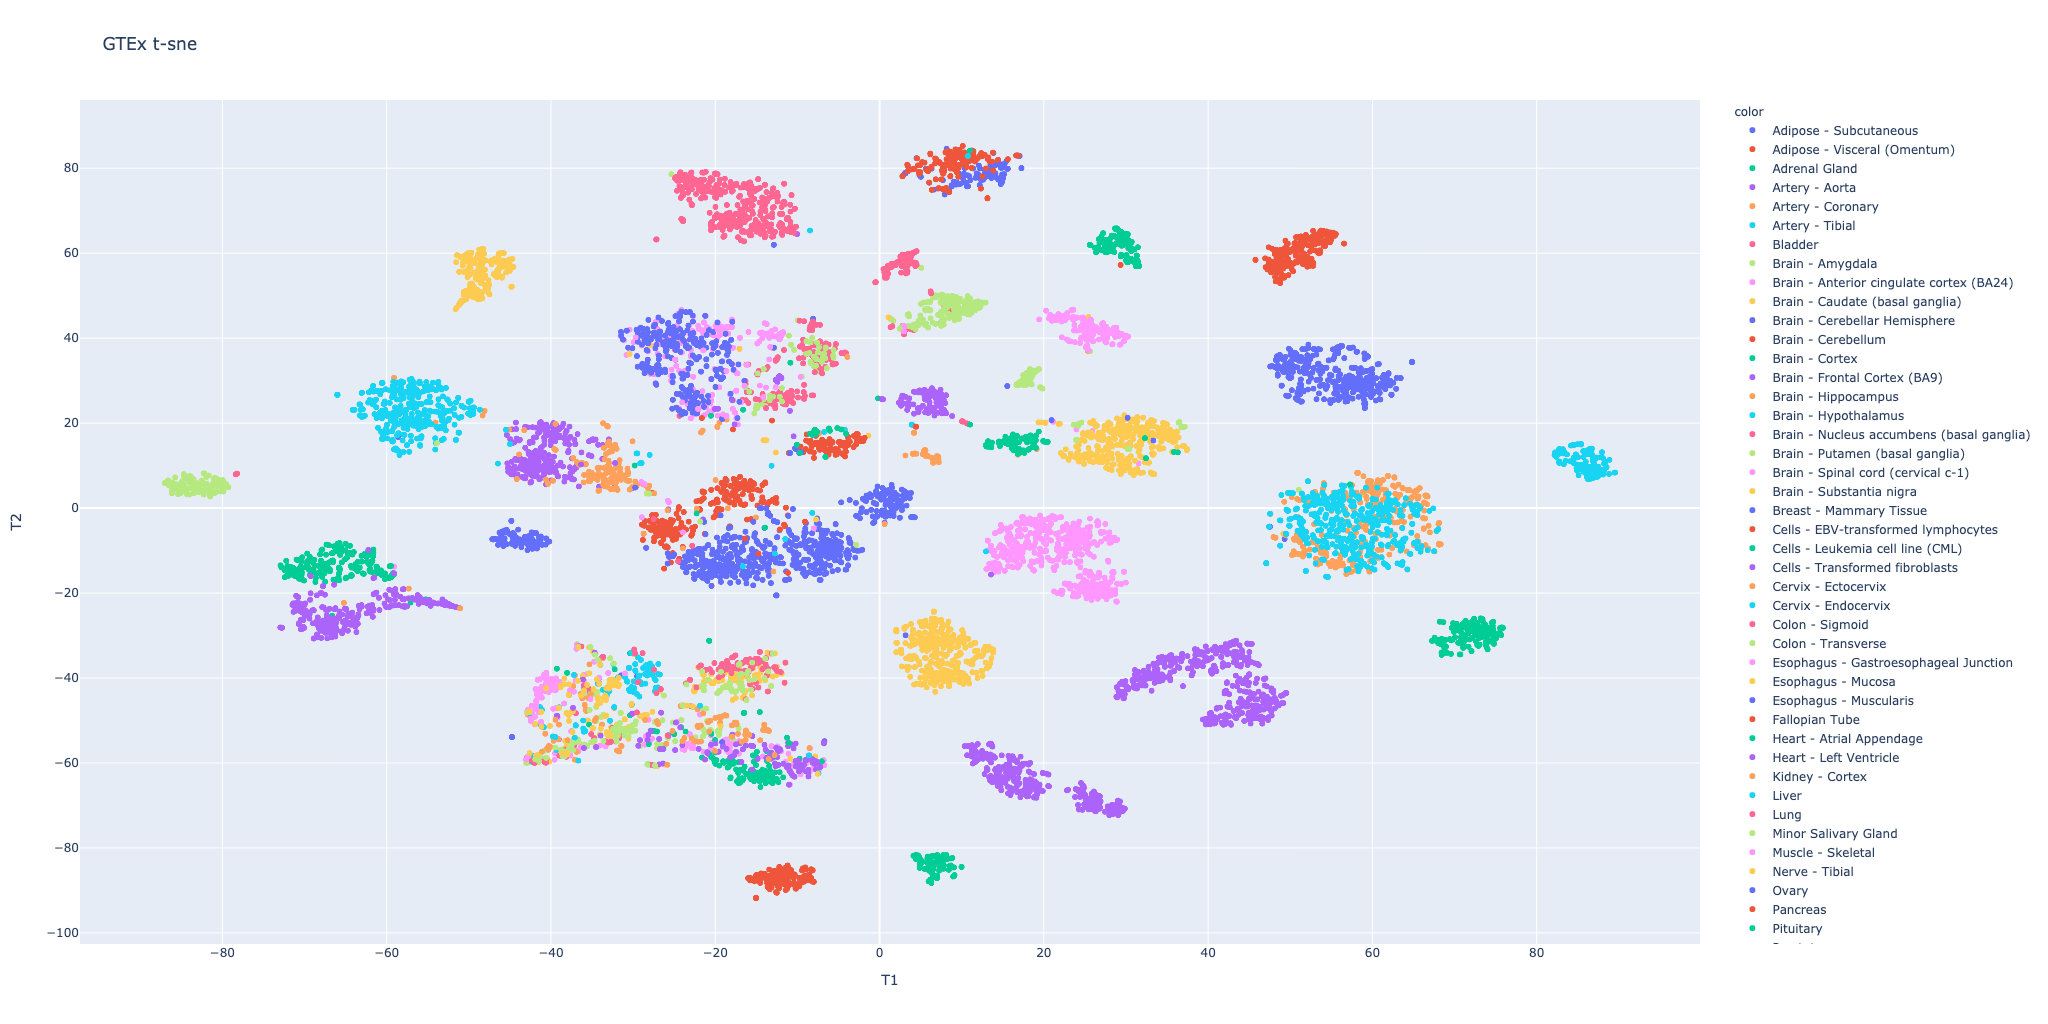 GTEx t-sne
color
Adipose - Subcutaneous
Adipose - Visceral (Omentum)
Adrenal Gland
Artery - Aorta
Artery - Coronary
Artery - Tibial
Bladder
Brain - Amygdala
Brain - Anterior cingulate cortex (BA24)
Brain - Caudate (basal ganglia)
Brain - Cerebellar Hemisphere
Brain - Cerebellum
Brain - Cortex
Brain - Frontal Cortex (BA9)
Brain - Hippocampus
Brain - Hypothalamus
Brain - Nucleus accumbens (basal ganglia)
Brain - Putamen (basal ganglia)
Brain - Spinal cord (cervical c-1)
Brain - Substantia nigra
Breast - Mammary Tissue
Cells - EBV-transformed lymphocytes
Cells - Leukemia cell line (CML)
Cells - Transformed fibroblasts
Cervix - Ectocervix
Cervix - Endocervix
Colon - Sigmoid
Colon - Transverse
Esophagus - Gastroesophageal Junction
Esophagus - Mucosa
Esophagus - Muscularis
Fallopian Tube
Heart - Atrial Appendage
Heart - Left Ventricle
Kidney - Cortex
Liver
Lung
Minor Salivary Gland
Muscle - Skeletal
Nerve - Tibial
Ovary
Pancreas
Pituitary
80
60
40
20
0
−20
−40
−60
−80
−100
T2
−80
−60
−40
−20
0
20
40
60
80
T1